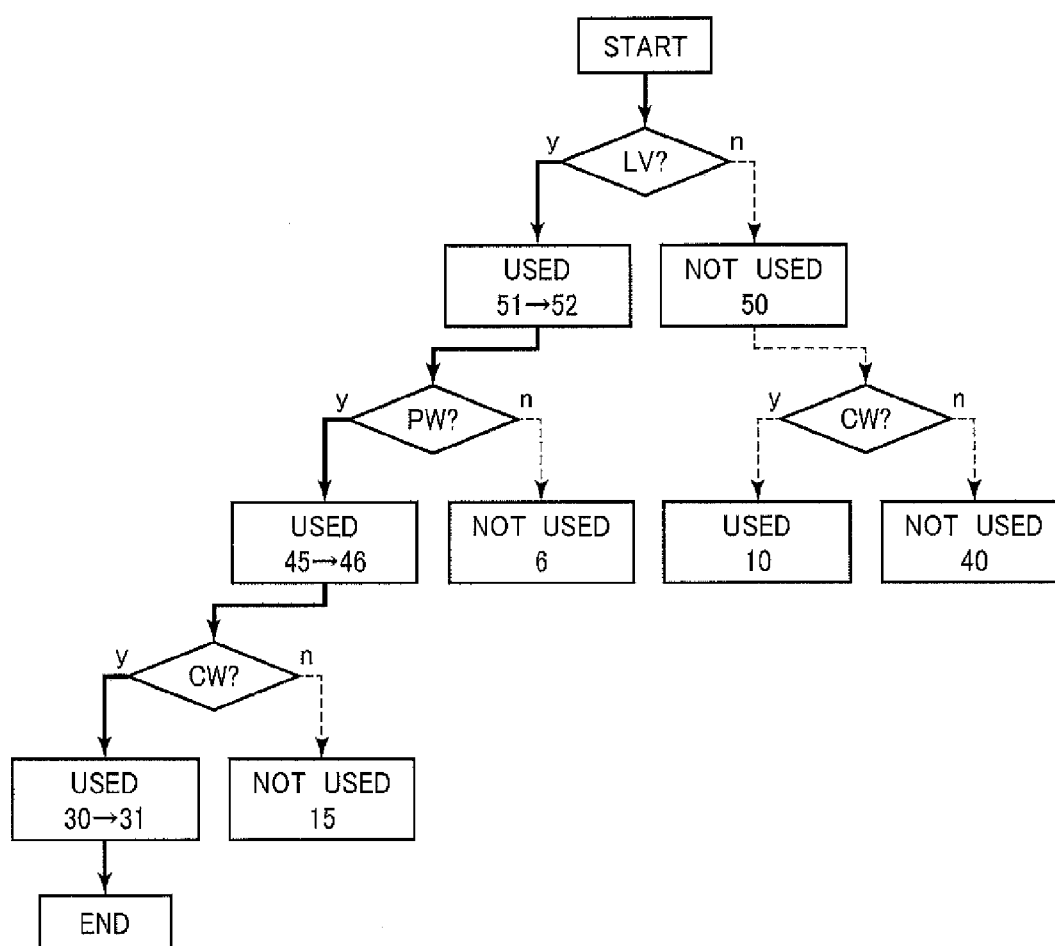 START
LV?
y
n
USED
51→52
NOT USED
50
PW?
y
n
CW?
y
n
USED
45→46
NOT USED
6
USED
10
NOT USED
40
CW?
y
n
USED
30→31
NOT USED
15
END